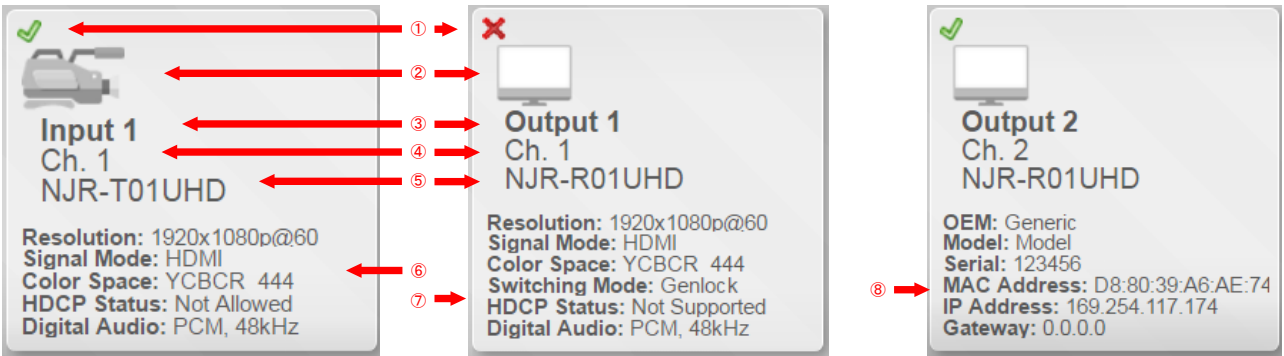 ①
②
③
④
⑤
⑥
⑦
⑧
Input 1
Ch. 1
NJR-T01UHD
Resolution: 1920x1080p@60
Signal Mode: HDMI
Color Space: YCBCR 444
HDCP Status: Not Allowed
Digital Audio: PCM, 48kHz
Output 1
Ch. 1
NJR-R01UHD
Resolution: 1920x1080p@60
Signal Mode: HDMI
Color Space: YCBCR 444
Switching Mode: Genlock
HDCP Status: Not Supported
Digital Audio: PCM, 48kHz
Output 2
Ch. 2
NJR-R01UHD
OEM: Generic
Model: Model
Serial: 123456
MAC Address: D8:80:39:A6:AE:74
IP Address: 169.254.117.174
Gateway: 0.0.0.0